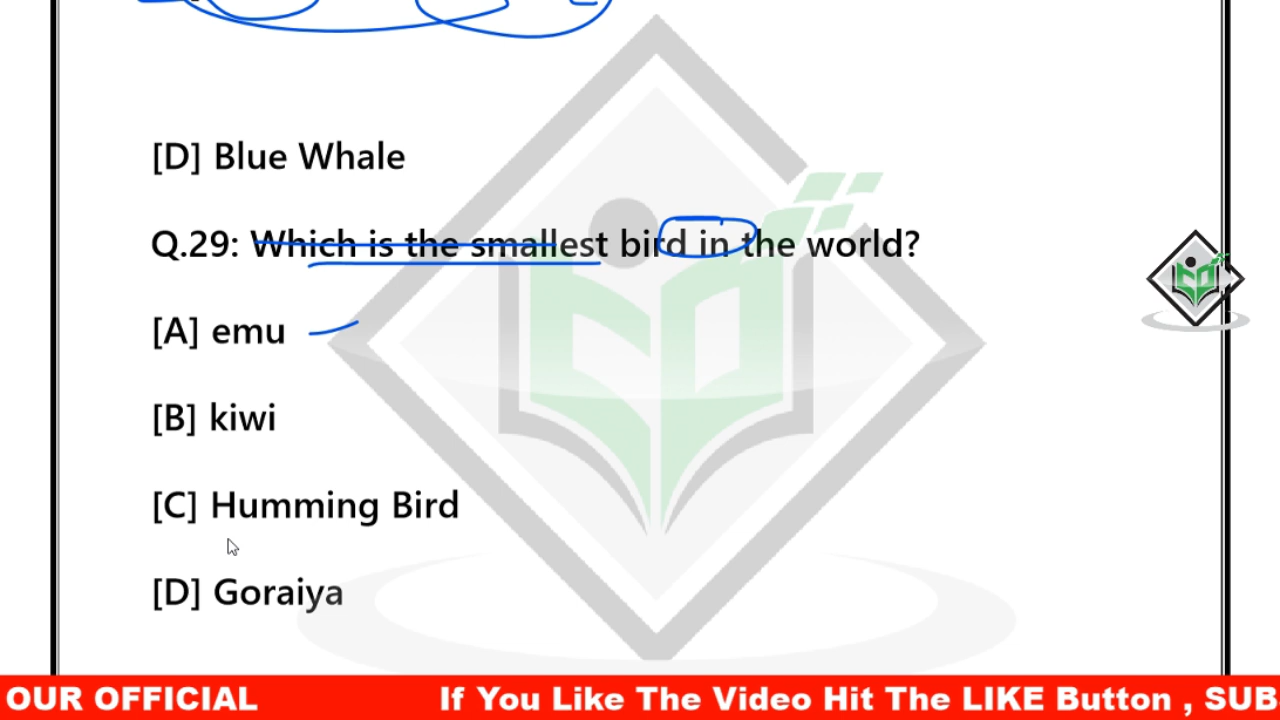 [D] Blue Whale
Q.29: Which is the smallest bird in the world?
[A] emu
[B] kiwi
[C] Humming Bird
[D] Goraiya
OUR OFFICIAL If You Like The Video Hit The LIKE Button , SUB